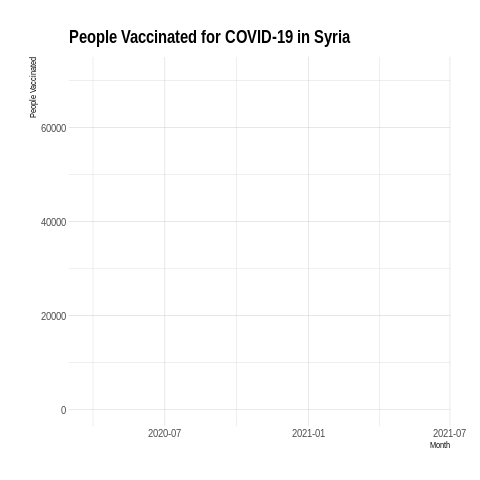 People Vaccinated for COVID-19 in Syria
People Vaccinated
60000
40000
20000
0
2020-07 2021-01 2021-07
Month